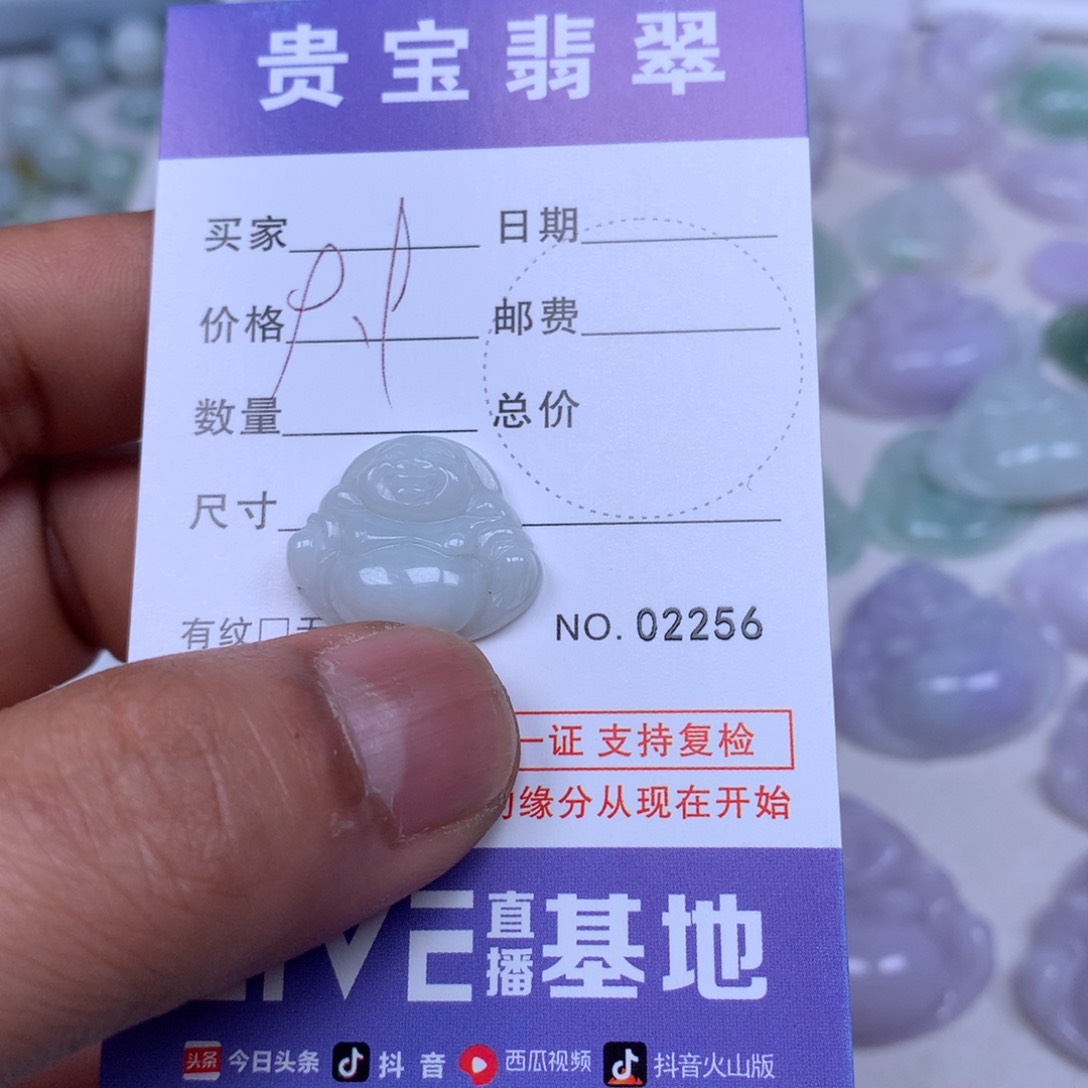 贵宝翡翠
买家 日期
价格 邮费
数量 总价
尺寸
有纹 NO. 02256
一证 支持复检
缘分从现在开始
LIVE 直播 基地
头条 今日头条 抖音 西瓜视频 抖音火山版